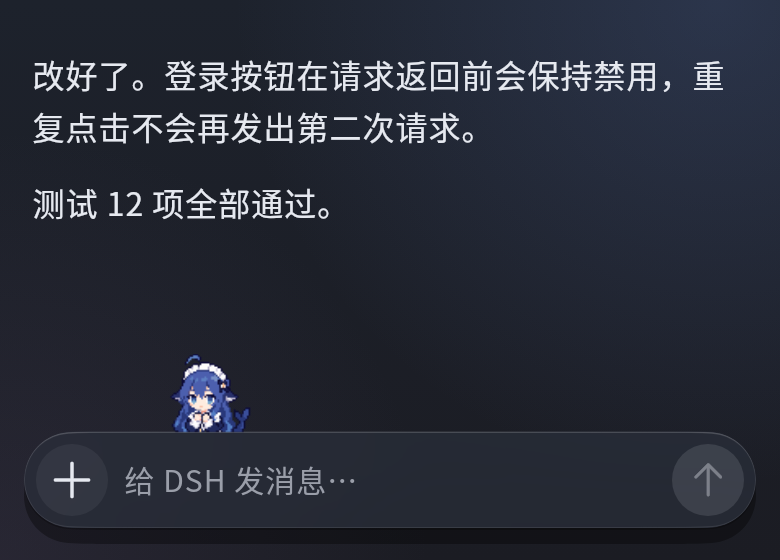 改好了。登录按钮在请求返回前会保持禁用，重
复点击不会再发出第二次请求。
测试 12 项全部通过。
给 DSH 发消息…